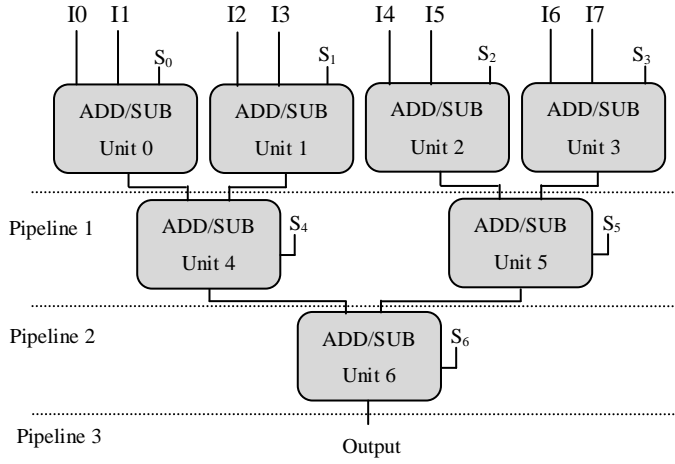 I0 I1 I2 I3 I4 I5 I6 I7
S0 S1 S2 S3
ADD/SUB
Unit 0
ADD/SUB
Unit 1
ADD/SUB
Unit 2
ADD/SUB
Unit 3
Pipeline 1
ADD/SUB
Unit 4
S4
ADD/SUB
Unit 5
S5
Pipeline 2
ADD/SUB
Unit 6
S6
Pipeline 3
Output